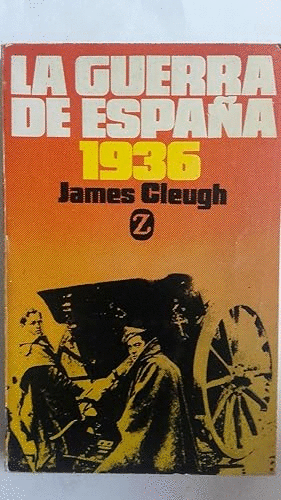 LA GUERRA
DE ESPAÑA
1936
James Cleugh
Z